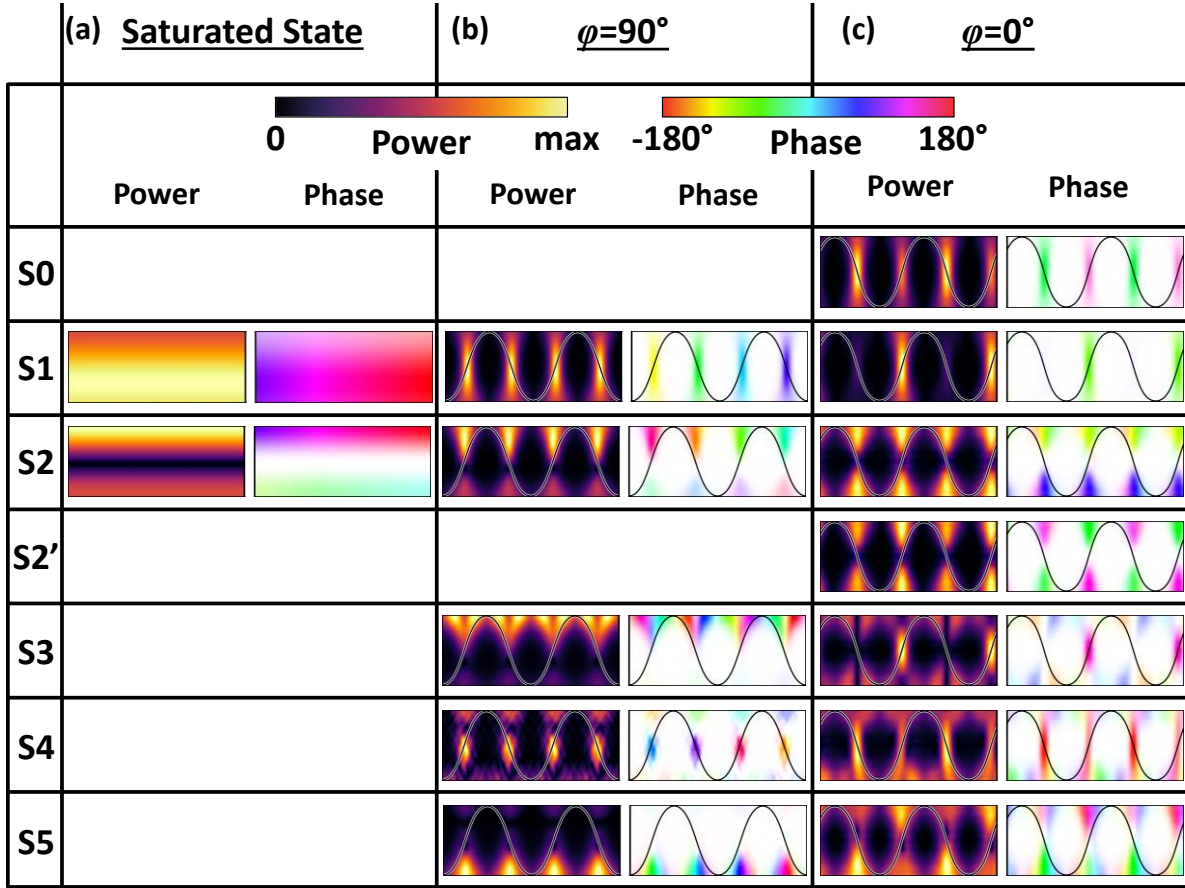 (a) Saturated State (b) φ=90° (c) φ=0°
0 Power max -180° Phase 180°
Power Phase Power Phase Power Phase
S0
S1
S2
S2’
S3
S4
S5